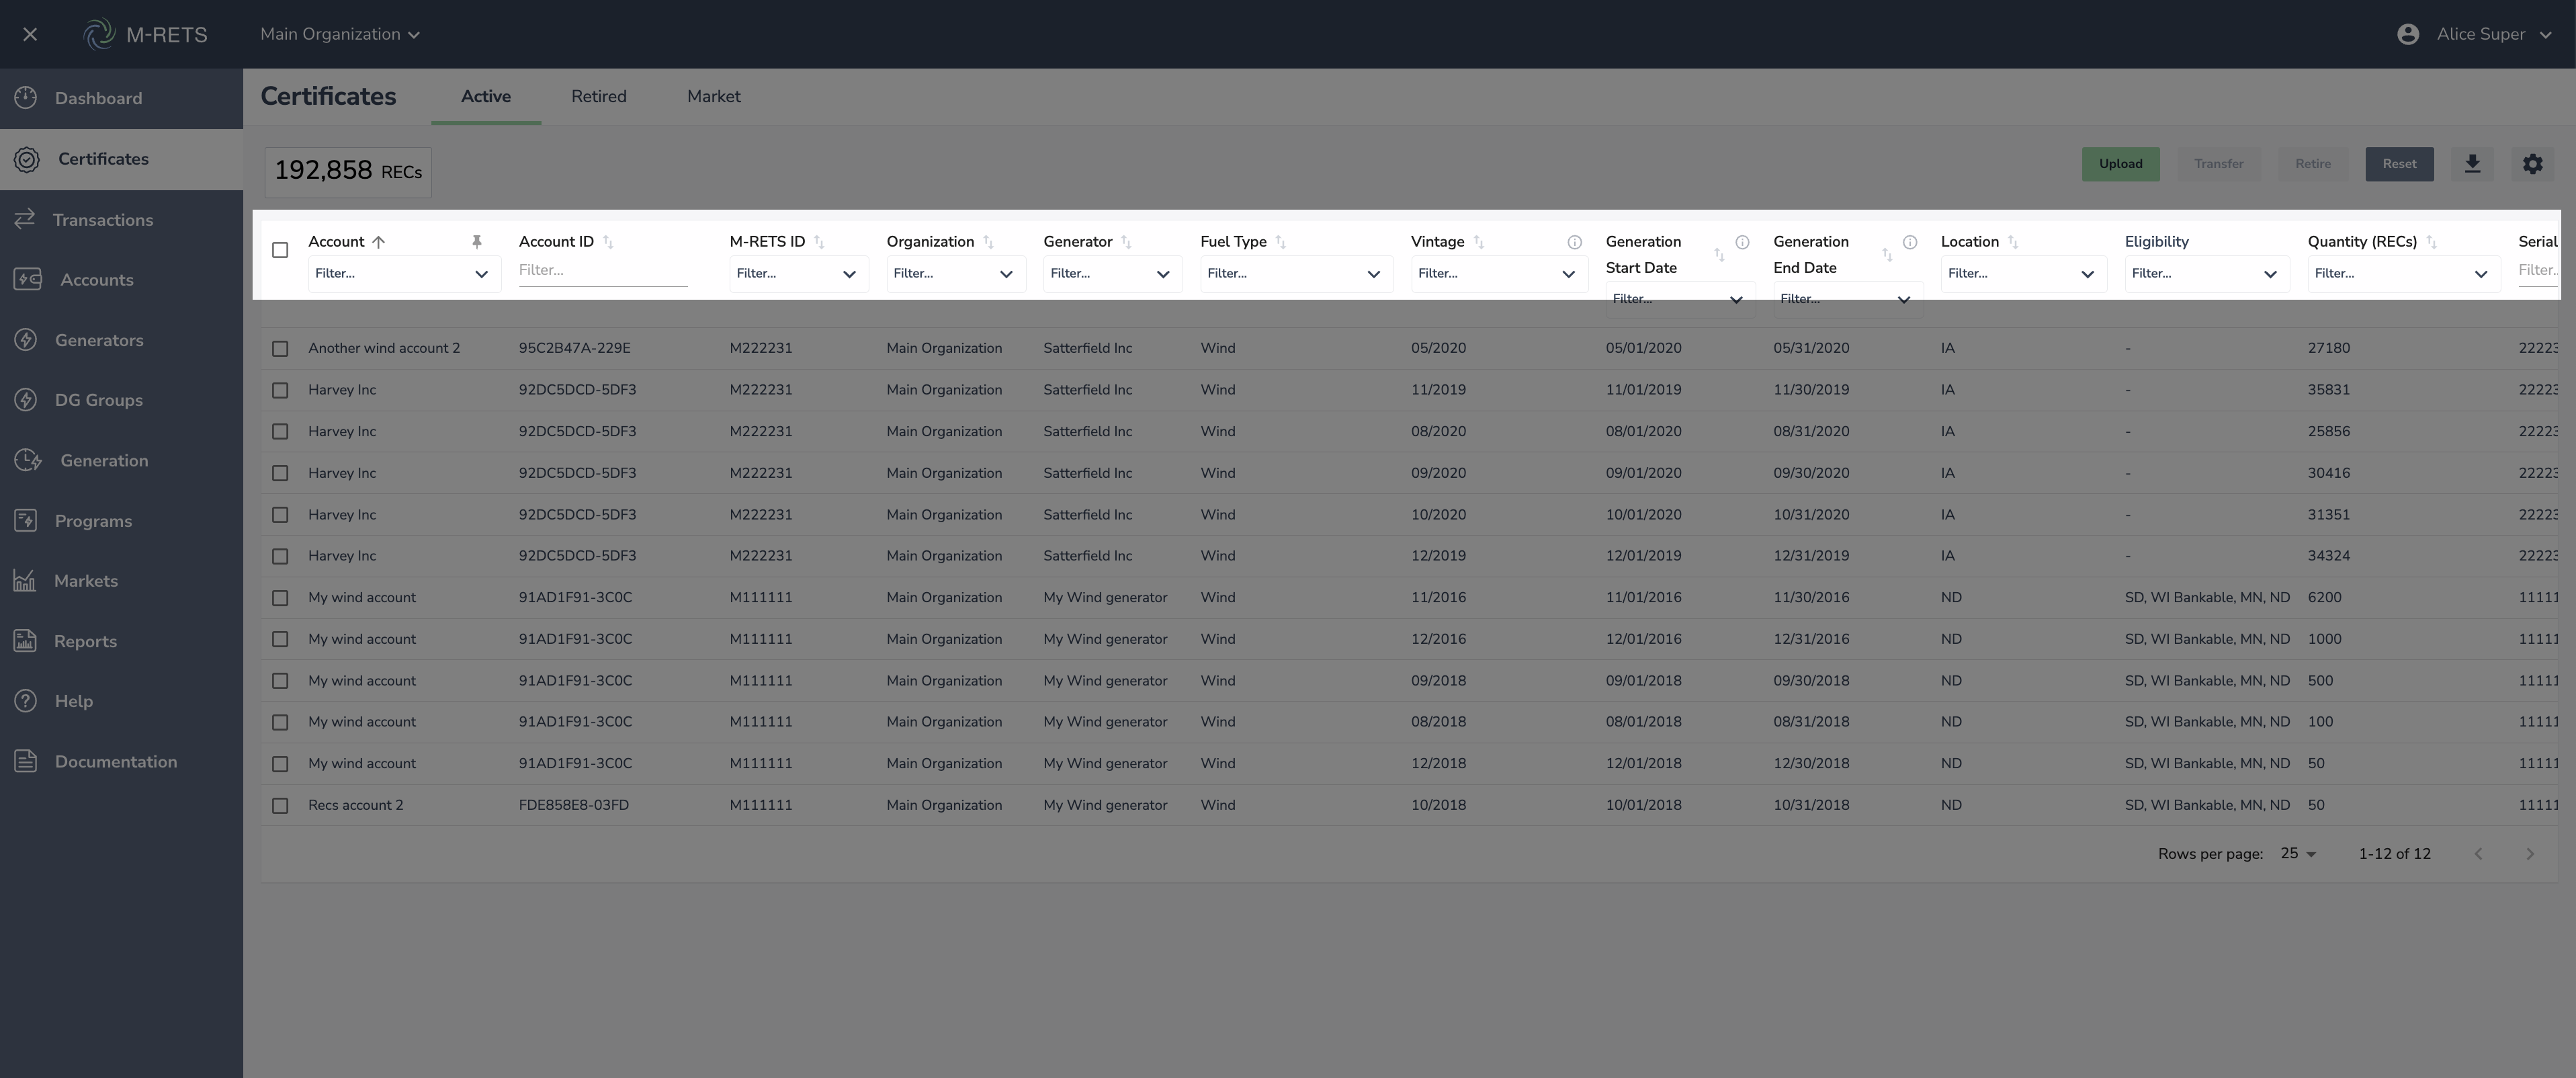 M-RETS Main Organization Alice Super
Dashboard
Certificates
Transactions
Accounts
Generators
DG Groups
Generation
Programs
Markets
Reports
Help
Documentation
Certificates Active Retired Market
192,858 RECs Upload Transfer Retire Reset
Account Account ID M-RETS ID Organization Generator Fuel Type Vintage Generation Start Date Generation End Date Location Eligibility Quantity (RECs) Serial
Filter... Filter... Filter... Filter... Filter... Filter... Filter... Filter... Filter... Filter... Filter... Filter... Filter..
Another wind account 2 95C2B47A-229E M222231 Main Organization Satterfield Inc Wind 05/2020 05/01/2020 05/31/2020 IA - 27180 22223
Harvey Inc 92DC5DCD-5DF3 M222231 Main Organization Satterfield Inc Wind 11/2019 11/01/2019 11/30/2019 IA - 35831 22223
Harvey Inc 92DC5DCD-5DF3 M222231 Main Organization Satterfield Inc Wind 08/2020 08/01/2020 08/31/2020 IA - 25856 22223
Harvey Inc 92DC5DCD-5DF3 M222231 Main Organization Satterfield Inc Wind 09/2020 09/01/2020 09/30/2020 IA - 30416 22223
Harvey Inc 92DC5DCD-5DF3 M222231 Main Organization Satterfield Inc Wind 10/2020 10/01/2020 10/31/2020 IA - 31351 22223
Harvey Inc 92DC5DCD-5DF3 M222231 Main Organization Satterfield Inc Wind 12/2019 12/01/2019 12/31/2019 IA - 34324 22223
My wind account 91AD1F91-3C0C M111111 Main Organization My Wind generator Wind 11/2016 11/01/2016 11/30/2016 ND SD, WI Bankable, MN, ND 6200 11111
My wind account 91AD1F91-3C0C M111111 Main Organization My Wind generator Wind 12/2016 12/01/2016 12/31/2016 ND SD, WI Bankable, MN, ND 1000 11111
My wind account 91AD1F91-3C0C M111111 Main Organization My Wind generator Wind 09/2018 09/01/2018 09/30/2018 ND SD, WI Bankable, MN, ND 500 11111
My wind account 91AD1F91-3C0C M111111 Main Organization My Wind generator Wind 08/2018 08/01/2018 08/31/2018 ND SD, WI Bankable, MN, ND 100 11111
My wind account 91AD1F91-3C0C M111111 Main Organization My Wind generator Wind 12/2018 12/01/2018 12/30/2018 ND SD, WI Bankable, MN, ND 50 11111
Recs account 2 FDE858E8-03FD M111111 Main Organization My Wind generator Wind 10/2018 10/01/2018 10/31/2018 ND SD, WI Bankable, MN, ND 50 11111
Rows per page: 25 1-12 of 12